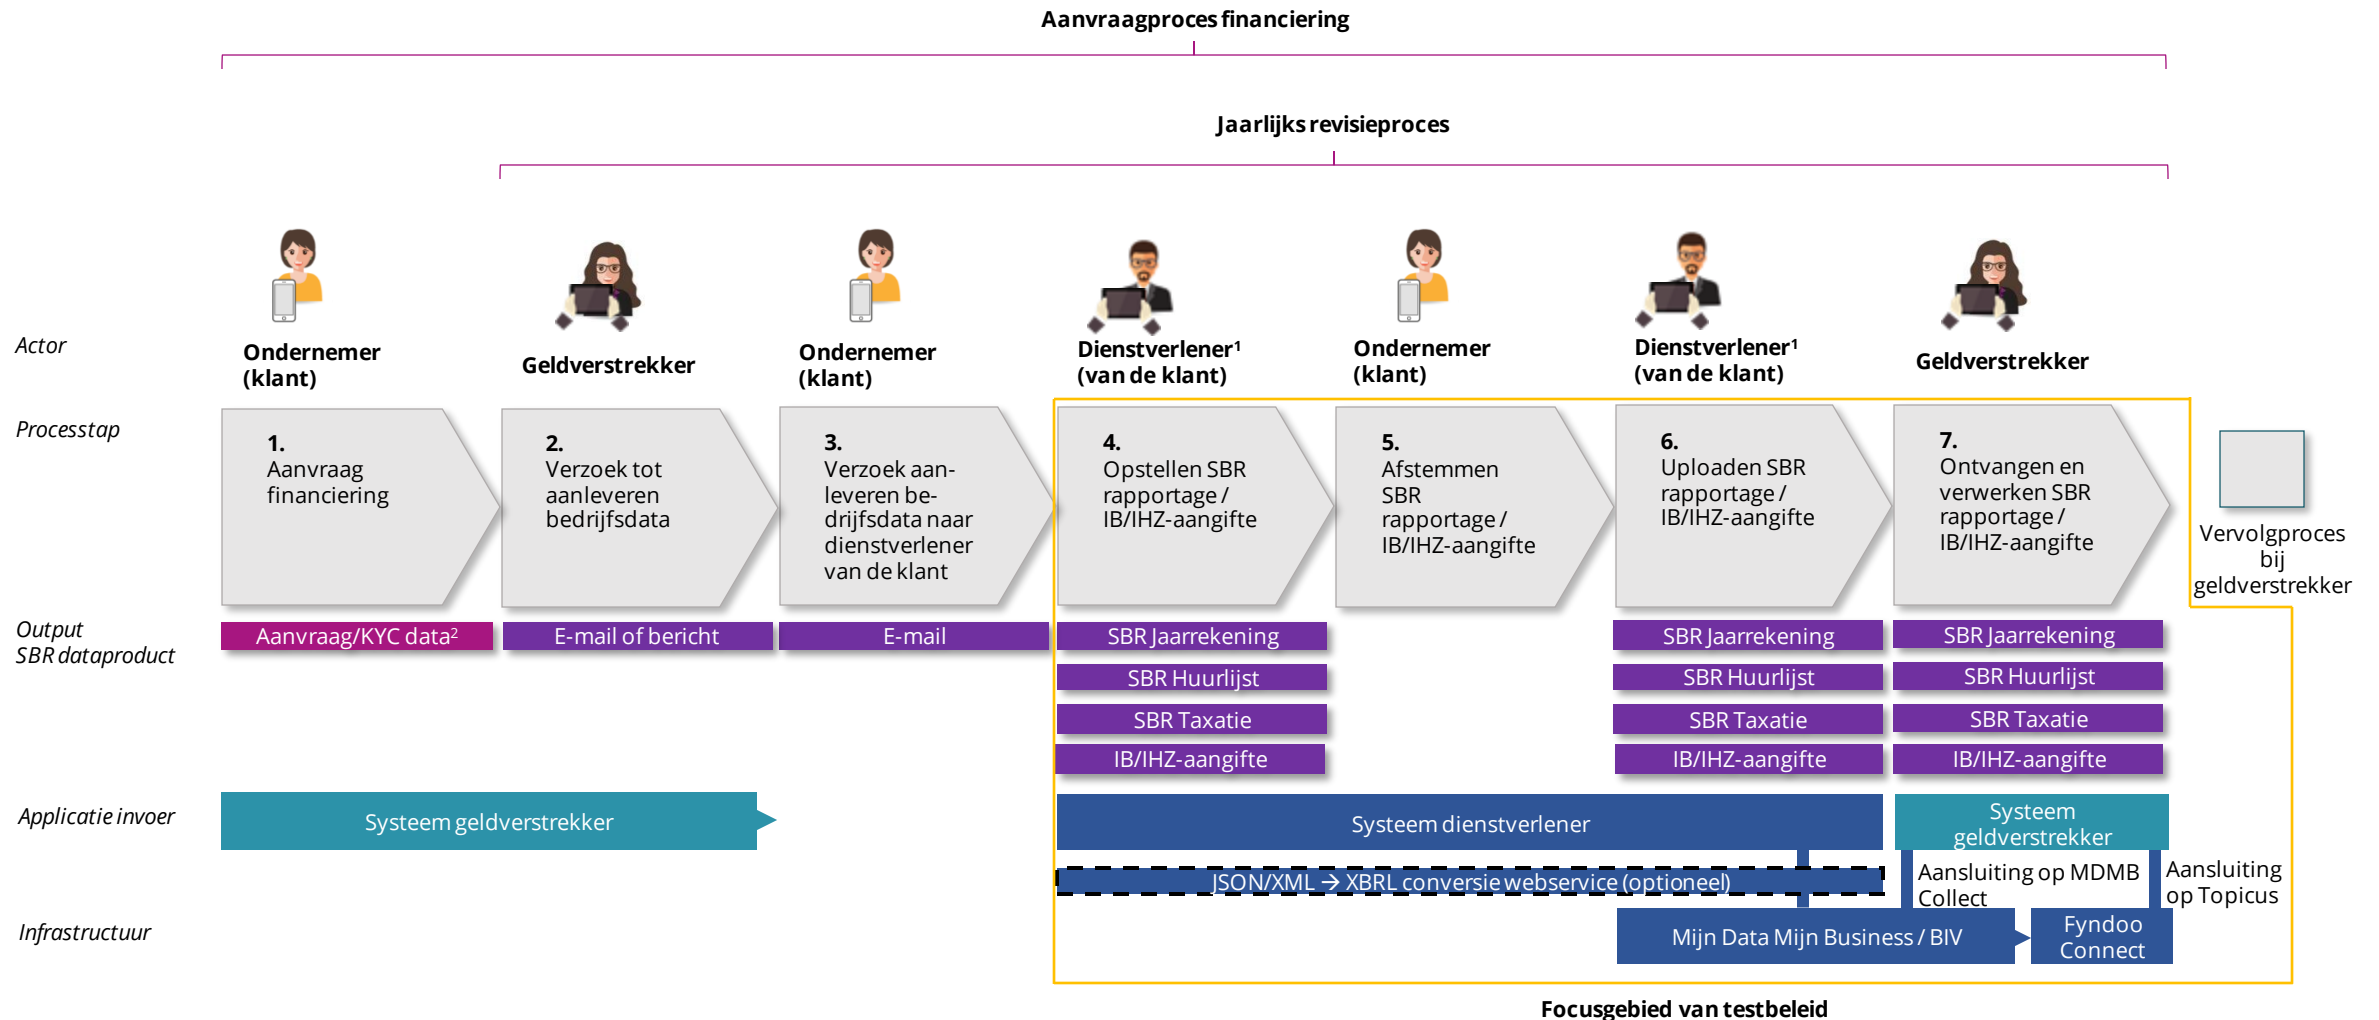 Aanvraagproces financiering
Jaarlijks revisieproces
Actor
Ondernemer
(klant)
Geldverstrekker
Ondernemer
(klant)
Dienstverlener¹
(van de klant)
Ondernemer
(klant)
Dienstverlener¹
(van de klant)
Geldverstrekker
Processtap
1.
Aanvraag
financiering
2.
Verzoek tot
aanleveren
bedrijfsdata
3.
Verzoek aan-
leveren be-
drijfsdata naar
dienstverlener
van de klant
4.
Opstellen SBR
rapportage /
IB/IHZ-aangifte
5.
Afstemmen
SBR
rapportage /
IB/IHZ-aangifte
6.
Uploaden SBR
rapportage /
IB/IHZ-aangifte
7.
Ontvangen en
verwerken SBR
rapportage /
IB/IHZ-aangifte
Vervolgproces
bij
geldverstrekker
Output
SBR dataproduct
Aanvraag/KYC data²
E-mail of bericht
E-mail
SBR Jaarrekening
SBR Huurlijst
SBR Taxatie
IB/IHZ-aangifte
SBR Jaarrekening
SBR Huurlijst
SBR Taxatie
IB/IHZ-aangifte
SBR Jaarrekening
SBR Huurlijst
SBR Taxatie
IB/IHZ-aangifte
Applicatie invoer
Systeem geldverstrekker
Systeem dienstverlener
Systeem
geldverstrekker
JSON/XML → XBRL conversie webservice (optioneel)
Aansluiting op MDMB
Collect
Aansluiting
op Topicus
Infrastructuur
Mijn Data Mijn Business / BIV
Fyndoo
Connect
Focusgebied van testbeleid